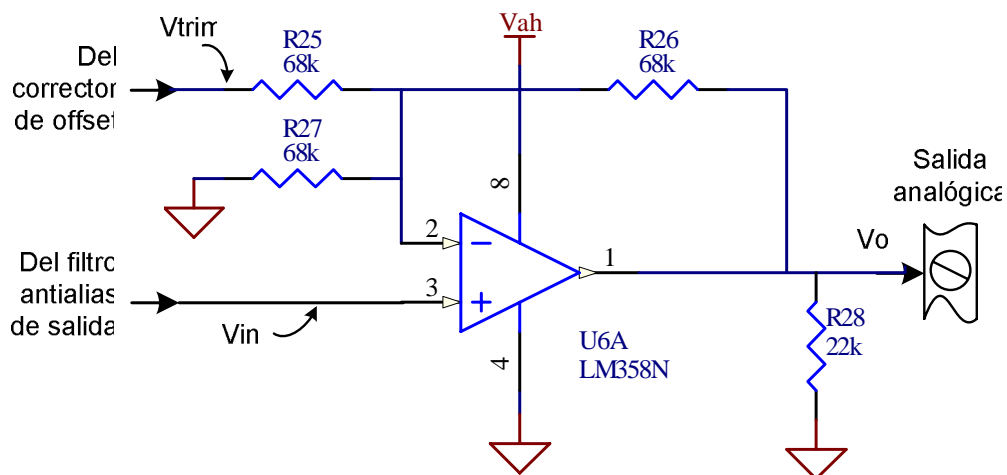 Vtrim
Vah
R25
68k
R26
68k
Del
corrector
de offset
R27
68k
8
Salida
analógica
2
1
Vo
Del filtro
antialias
de salida
3
Vin
4
U6A
LM358N
R28
22k